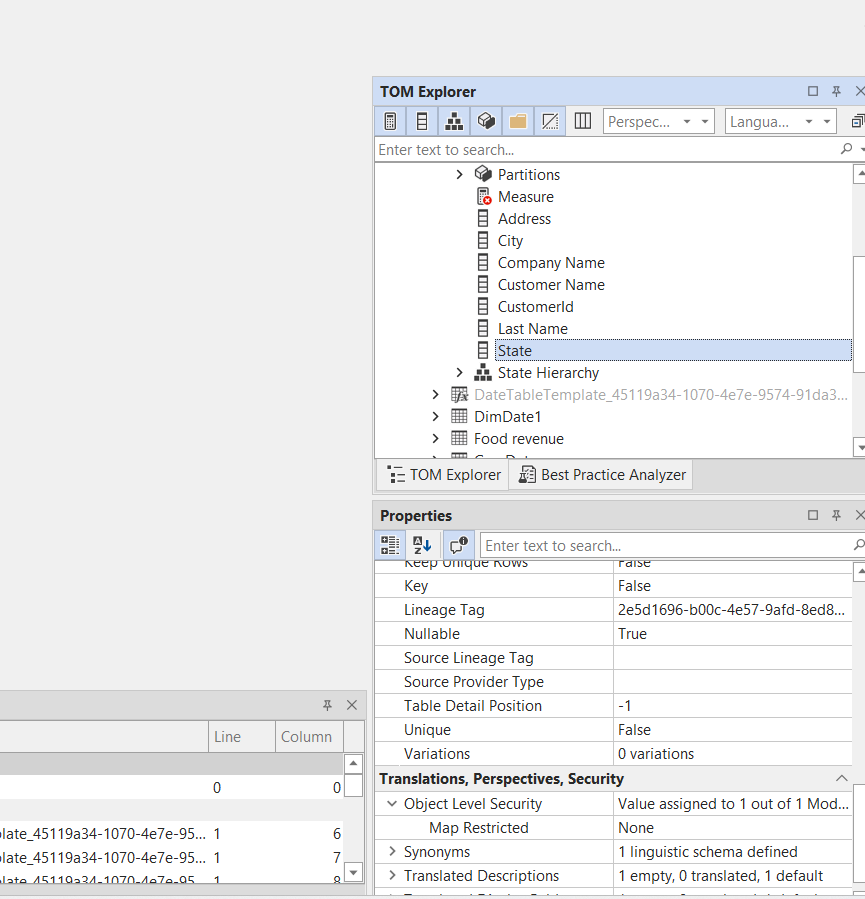 TOM Explorer
Perspec...
Langua...
Enter text to search...
Partitions
Measure
Address
City
Company Name
Customer Name
CustomerId
Last Name
State
State Hierarchy
DateTableTemplate_45119a34-1070-4e7e-9574-91da3...
DimDate1
Food revenue
TOM Explorer
Best Practice Analyzer
Properties
Enter text to search...
Keep Unique Rows False
Key False
Lineage Tag 2e5d1696-b00c-4e57-9afd-8ed8...
Nullable True
Source Lineage Tag
Source Provider Type
Table Detail Position -1
Unique False
Variations 0 variations
Translations, Perspectives, Security
Object Level Security Value assigned to 1 out of 1 Mod...
Map Restricted None
Synonyms 1 linguistic schema defined
Translated Descriptions 1 empty, 0 translated, 1 default
Line Column
0 0
plate_45119a34-1070-4e7e-95... 1 6
plate_45119a34-1070-4e7e-95... 1 7
plate_45119a34-1070-4e7e-95... 1 8